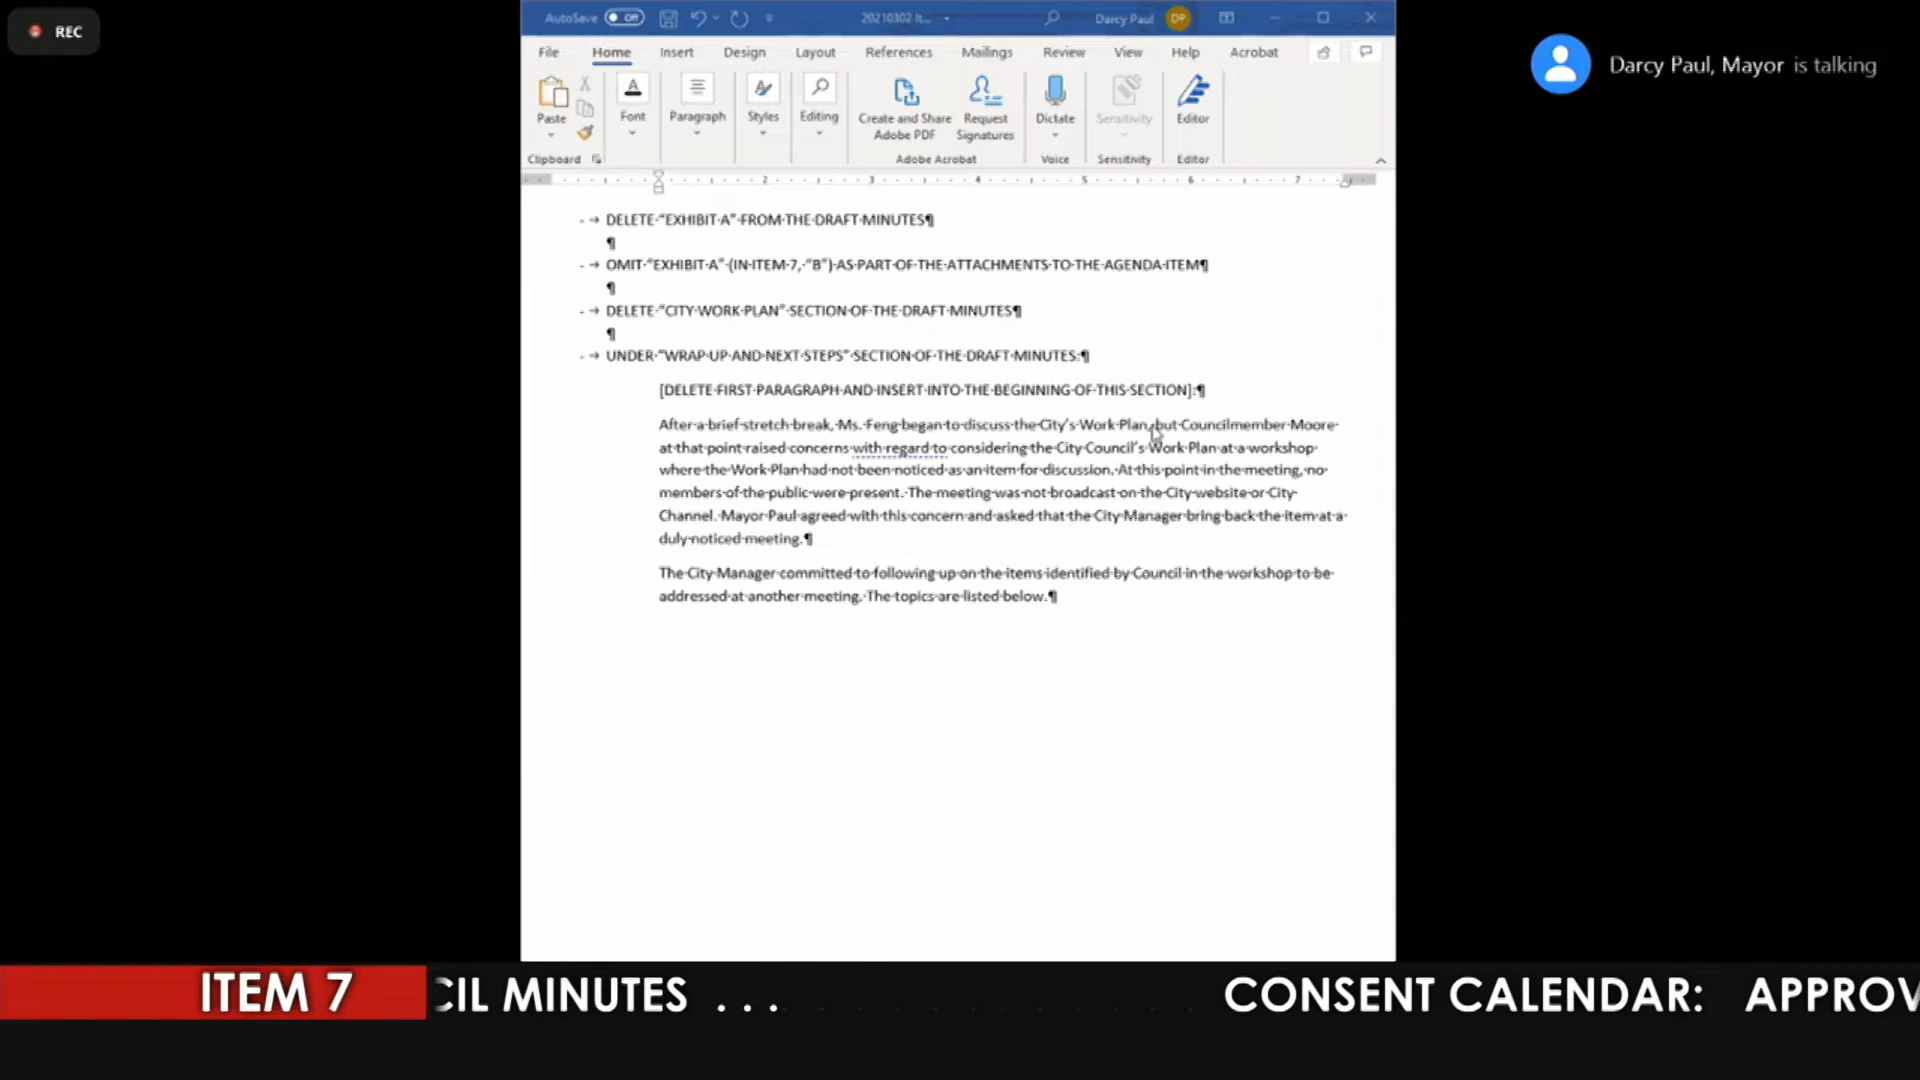 REC
AutoSave Off 20210302 It... Darcy Paul DP
File Home Insert Design Layout References Mailings Review View Help Acrobat
Paste Font Paragraph Styles Editing Create and Share Adobe PDF Request Signatures Dictate Sensitivity Editor
Clipboard Adobe Acrobat Voice Sensitivity Editor
2 3 4 5 6 7
Darcy Paul, Mayor is talking
- DELETE “EXHIBIT A” FROM THE DRAFT MINUTES¶
¶
- OMIT “EXHIBIT A” (IN ITEM 7, “B”) AS PART OF THE ATTACHMENTS TO THE AGENDA ITEM¶
¶
- DELETE “CITY WORK PLAN” SECTION OF THE DRAFT MINUTES¶
¶
- UNDER “WRAP UP AND NEXT STEPS” SECTION OF THE DRAFT MINUTES:¶
[DELETE FIRST PARAGRAPH AND INSERT INTO THE BEGINNING OF THIS SECTION]:¶
After a brief stretch break, Ms. Feng began to discuss the City’s Work Plan, but Councilmember Moore
at that point raised concerns with regard to considering the City Council’s Work Plan at a workshop
where the Work Plan had not been noticed as an item for discussion. At this point in the meeting, no
members of the public were present. The meeting was not broadcast on the City website or City
Channel. Mayor Paul agreed with this concern and asked that the City Manager bring back the item at a
duly noticed meeting.¶
The City Manager committed to following up on the items identified by Council in the workshop to be
addressed at another meeting. The topics are listed below.¶
ITEM 7 CIL MINUTES . . . CONSENT CALENDAR: APPROV